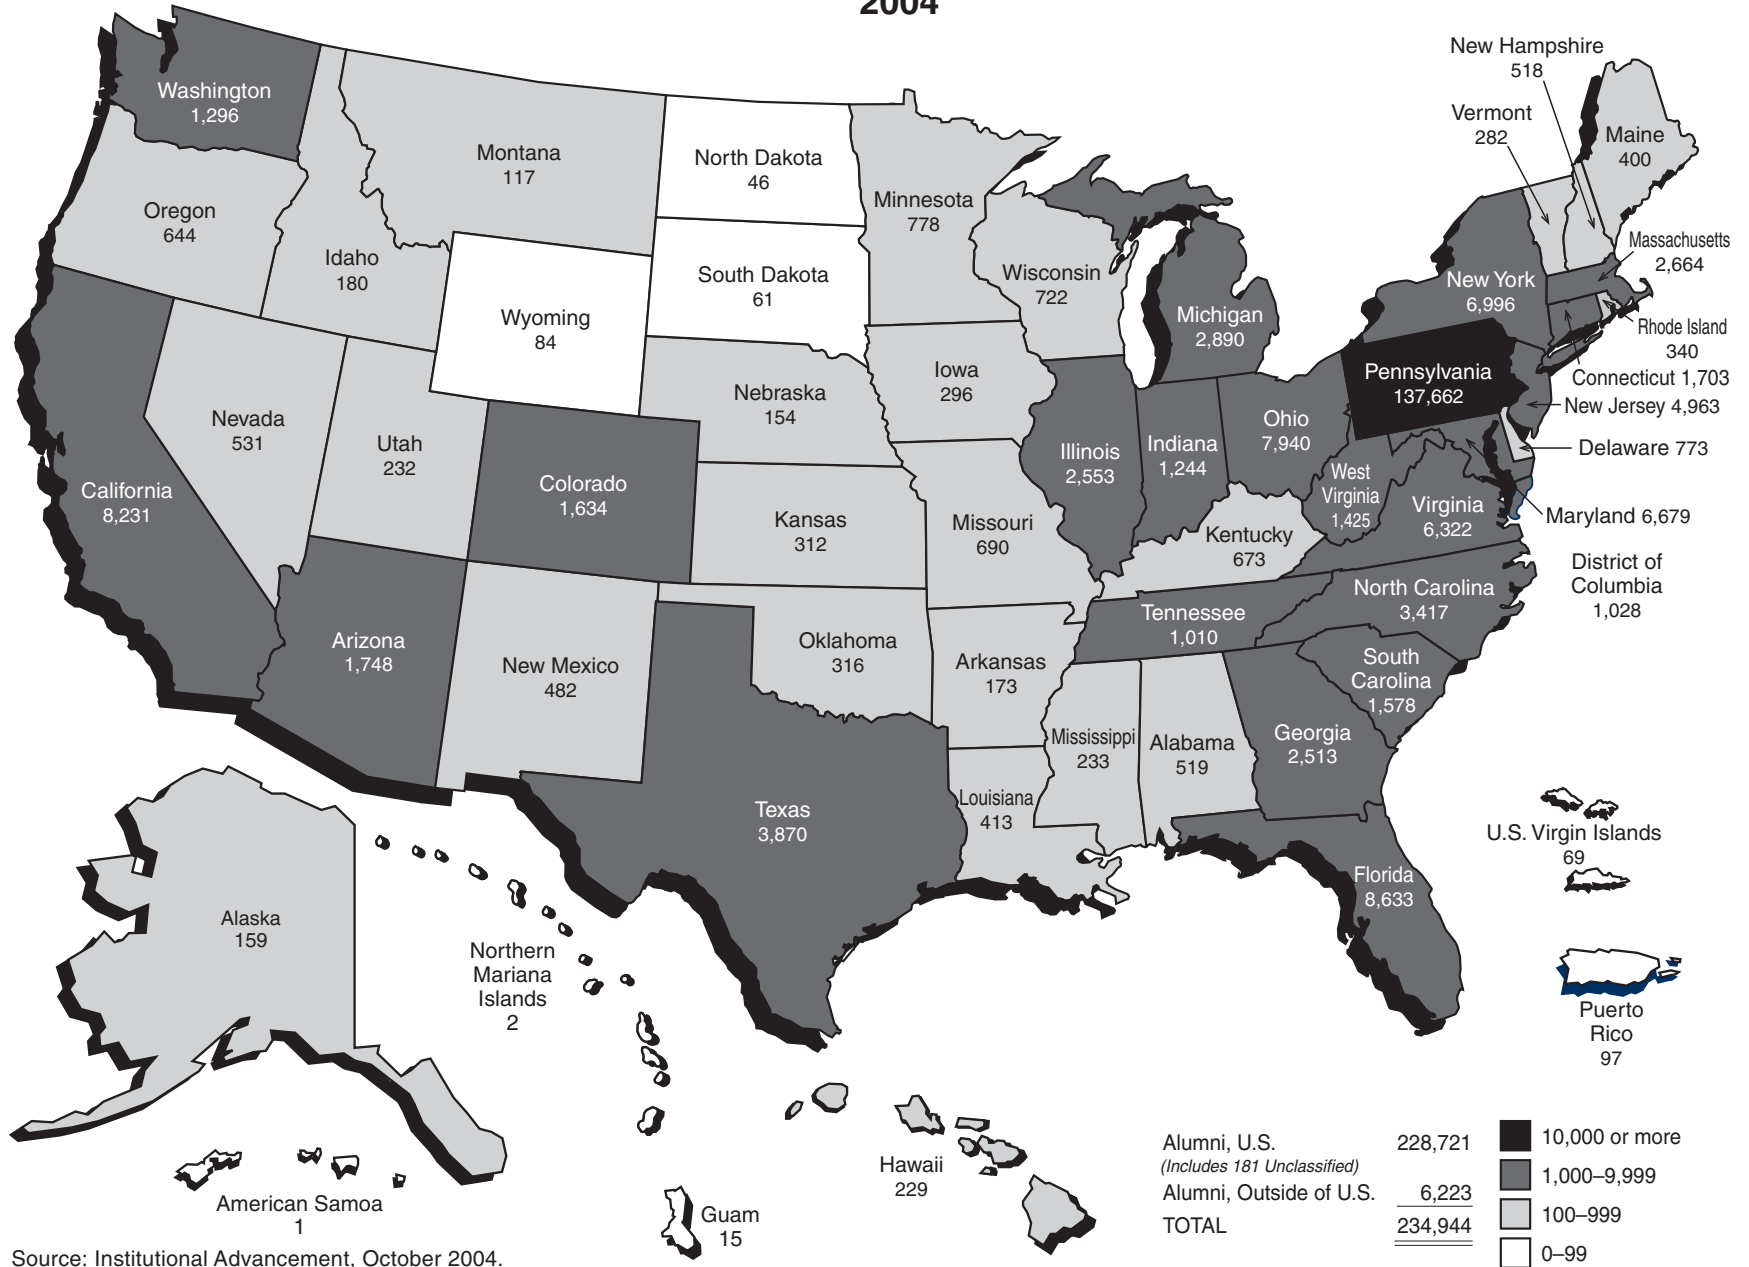 2004
Washington
1,296
Oregon
644
Idaho
180
Montana
117
North Dakota
46
South Dakota
61
Wyoming
84
Minnesota
778
Wisconsin
722
Michigan
2,890
New Hampshire
518
Vermont
282
Maine
400
Massachusetts
2,664
New York
6,996
Rhode Island
340
Connecticut 1,703
New Jersey 4,963
Pennsylvania
137,662
Delaware 773
Maryland 6,679
District of
Columbia
1,028
California
8,231
Nevada
531
Utah
232
Colorado
1,634
Nebraska
154
Iowa
296
Kansas
312
Missouri
690
Illinois
2,553
Indiana
1,244
Ohio
7,940
West
Virginia
1,425
Virginia
6,322
Kentucky
673
North Carolina
3,417
Tennessee
1,010
South
Carolina
1,578
Arizona
1,748
New Mexico
482
Oklahoma
316
Arkansas
173
Mississippi
233
Alabama
519
Georgia
2,513
Texas
3,870
Louisiana
413
Florida
8,633
U.S. Virgin Islands
69
Puerto
Rico
97
Alaska
159
Northern
Mariana
Islands
2
Hawaii
229
American Samoa
1
Guam
15
Alumni, U.S. 228,721
(Includes 181 Unclassified)
Alumni, Outside of U.S. 6,223
TOTAL 234,944
10,000 or more
1,000–9,999
100–999
0–99
Source: Institutional Advancement, October 2004.